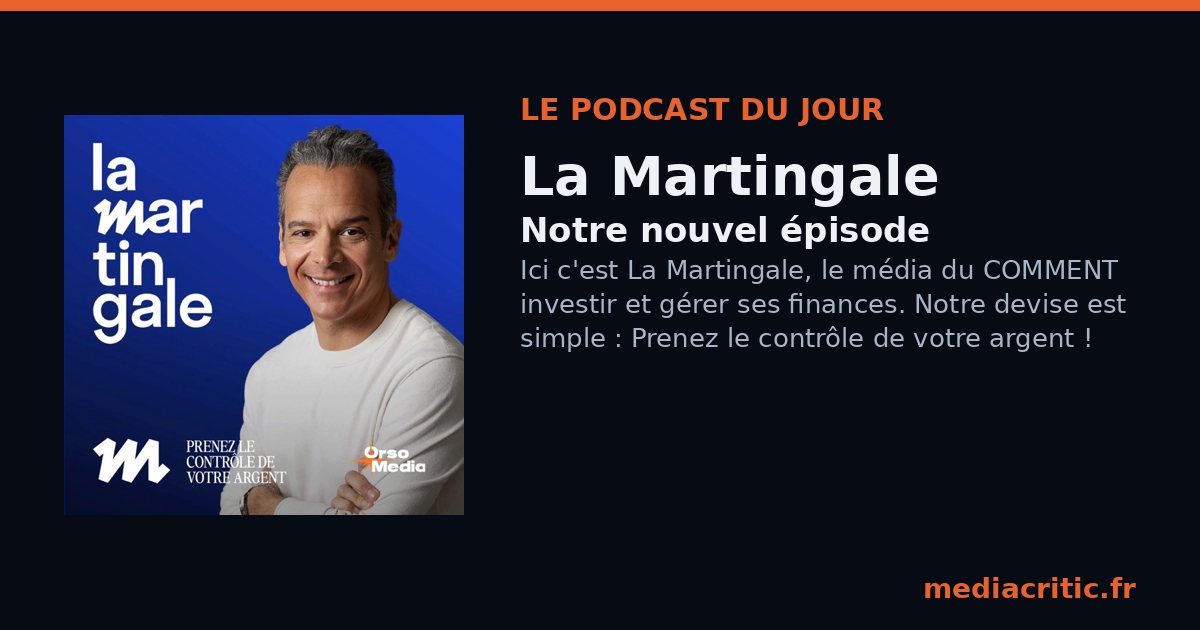 la
mar
tin
gale
PRENEZ LE
CONTRÔLE DE
VOTRE ARGENT
Orso
Media
LE PODCAST DU JOUR
La Martingale
Notre nouvel épisode
Ici c'est La Martingale, le média du COMMENT
investir et gérer ses finances. Notre devise est
simple : Prenez le contrôle de votre argent !
mediacritic.fr